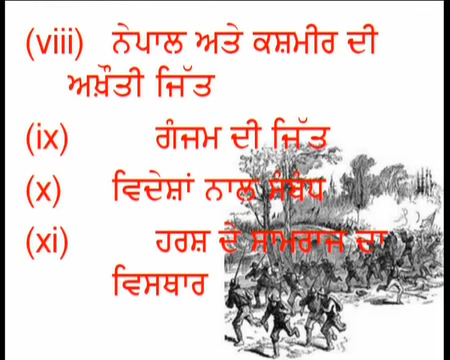 (viii) ਨੇਪਾਲ ਅਤੇ ਕਸ਼ਮੀਰ ਦੀ
ਅਖੌਤੀ ਜਿੱਤ
(ix) ਗੰਜਮ ਦੀ ਜਿੱਤ
(x) ਵਿਦੇਸ਼ਾਂ ਨਾਲ ਸੰਬੰਧ
(xi) ਹਰਸ਼ ਦੇ ਸਾਮਰਾਜ ਦਾ
ਵਿਸਥਾਰ